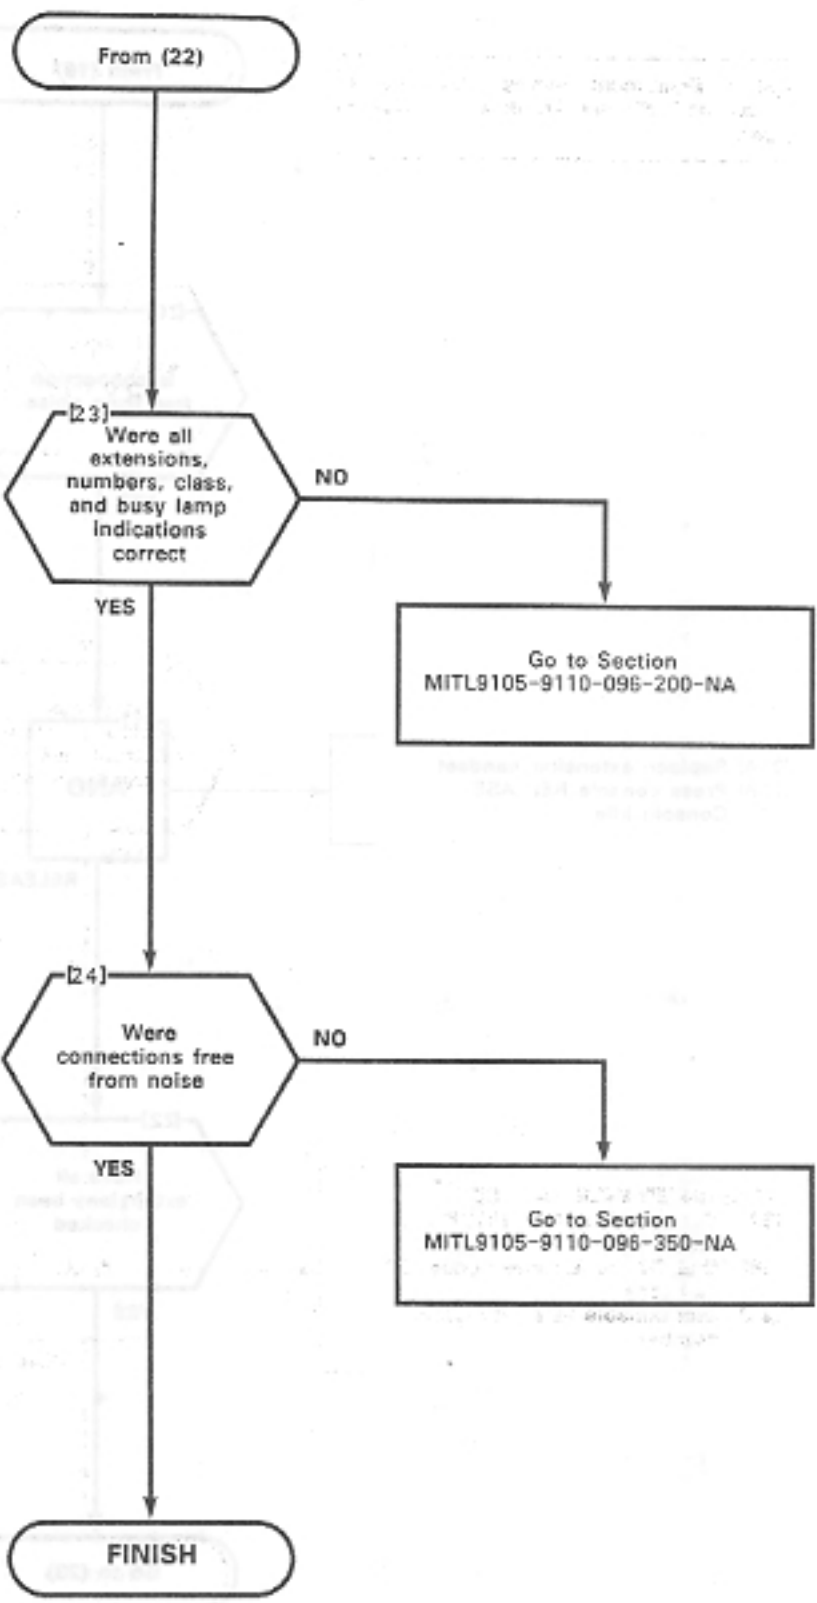 From (22)
[23]
Were all
extensions,
numbers, class,
and busy lamp
indications
correct
NO
YES
Go to Section
MITL9105-9110-096-200-NA
[24]
Were
connections free
from noise
NO
YES
Go to Section
MITL9105-9110-096-350-NA
FINISH